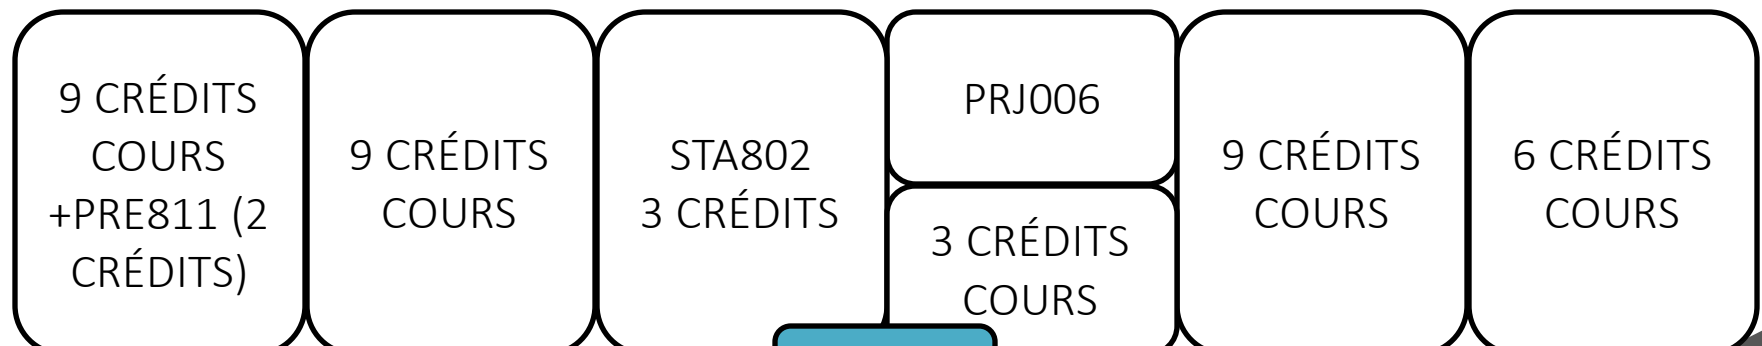 9 CRÉDITS
COURS
+PRE811 (2
CRÉDITS)
9 CRÉDITS
COURS
STA802
3 CRÉDITS
PRJ006
3 CRÉDITS
COURS
9 CRÉDITS
COURS
6 CRÉDITS
COURS